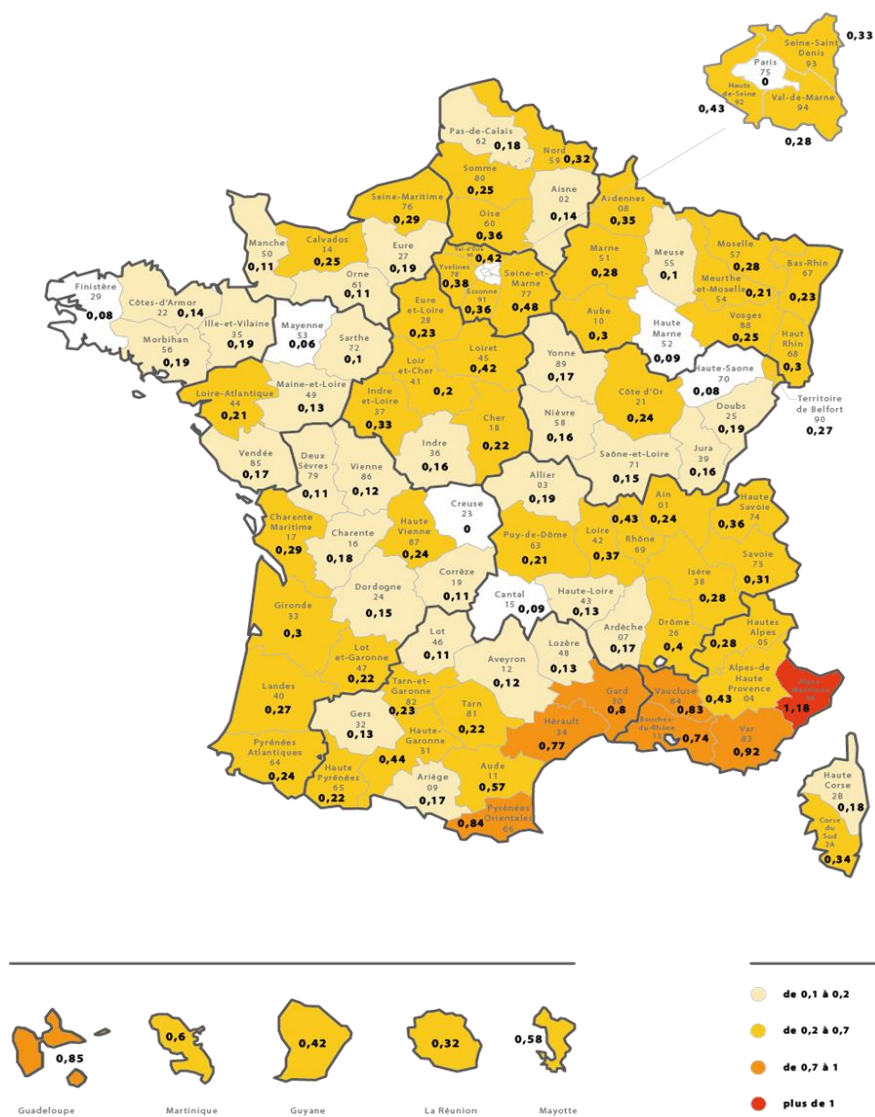 0,33
Seine-Saint
Denis
93
Paris
75
0
Hauts
de-Seine
92
Val-de-Marne
94
0,43
0,28
Pas-de-Calais
62
0,18
Nord
59
0,32
Somme
80
0,25
Aisne
02
0,14
Ardennes
08
0,35
Seine-Maritime
76
0,29
Oise
60
0,36
Manche
50
0,11
Calvados
14
0,25
Eure
27
0,19
Orne
61
0,11
Val-d'Oise
95
0,42
Yvelines
78
0,38
Essonne
91
0,36
Seine-et-
Marne
77
0,48
Marne
51
0,28
Meuse
55
0,1
Moselle
57
0,28
Meurthe
et-Moselle
54
0,21
Bas-Rhin
67
0,23
Aube
10
0,3
Haute
Marne
52
0,09
Vosges
88
0,25
Haut
Rhin
68
0,3
Finistère
29
0,08
Côtes-d'Armor
22
0,14
Morbihan
56
0,19
Ille-et-Vilaine
35
0,19
Mayenne
53
0,06
Sarthe
72
0,1
Eure
et-Loire
28
0,23
Loiret
45
0,42
Loir
et-Cher
41
0,2
Yonne
89
0,17
Côte d'Or
21
0,24
Haute-Saone
70
0,08
Territoire
de Belfort
90
0,27
Loire-Atlantique
44
0,21
Maine-et-Loire
49
0,13
Indre
et-Loire
37
0,33
Cher
18
0,22
Nièvre
58
0,16
Doubs
25
0,19
Jura
39
0,16
Saône-et-Loire
71
0,15
Vendée
85
0,17
Deux
Sèvres
79
0,11
Vienne
86
0,12
Indre
36
0,16
Allier
03
0,19
Creuse
23
0
Charente
Maritime
17
0,29
Charente
16
0,18
Haute
Vienne
87
0,24
Corrèze
19
0,11
Puy-de-Dôme
63
0,21
Loire
42
0,37
0,43
Rhône
69
Ain
01
0,24
Haute
Savoie
74
0,36
Savoie
73
0,31
Isère
38
0,28
Dordogne
24
0,15
Cantal
15
0,09
Haute-Loire
43
0,13
Ardèche
07
0,17
Drôme
26
0,4
Hautes
Alpes
05
0,28
Gironde
33
0,3
Lot
et-Garonne
47
0,22
Lot
46
0,11
Aveyron
12
0,12
Lozère
48
0,13
Gard
30
0,8
Vaucluse
84
0,83
Alpes-de
Haute
Provence
04
0,43
Alpes-
Maritimes
06
1,18
Landes
40
0,27
Tarn-et-
Garonne
82
0,23
Tarn
81
0,22
Gers
32
0,13
Haute-
Garonne
31
0,44
Hérault
34
0,77
Bouches-
du-Rhône
13
0,74
Var
83
0,92
Pyrénées
Atlantiques
64
0,24
Haute
Pyrénées
65
0,22
Ariège
09
0,17
Aude
11
0,57
Pyrénées
Orientales
66
0,84
Haute
Corse
2B
0,18
Corse
du
Sud
2A
0,34
0,85
Guadeloupe
0,6
Martinique
0,42
Guyane
0,32
La Réunion
0,58
Mayotte
de 0,1 à 0,2
de 0,2 à 0,7
de 0,7 à 1
plus de 1